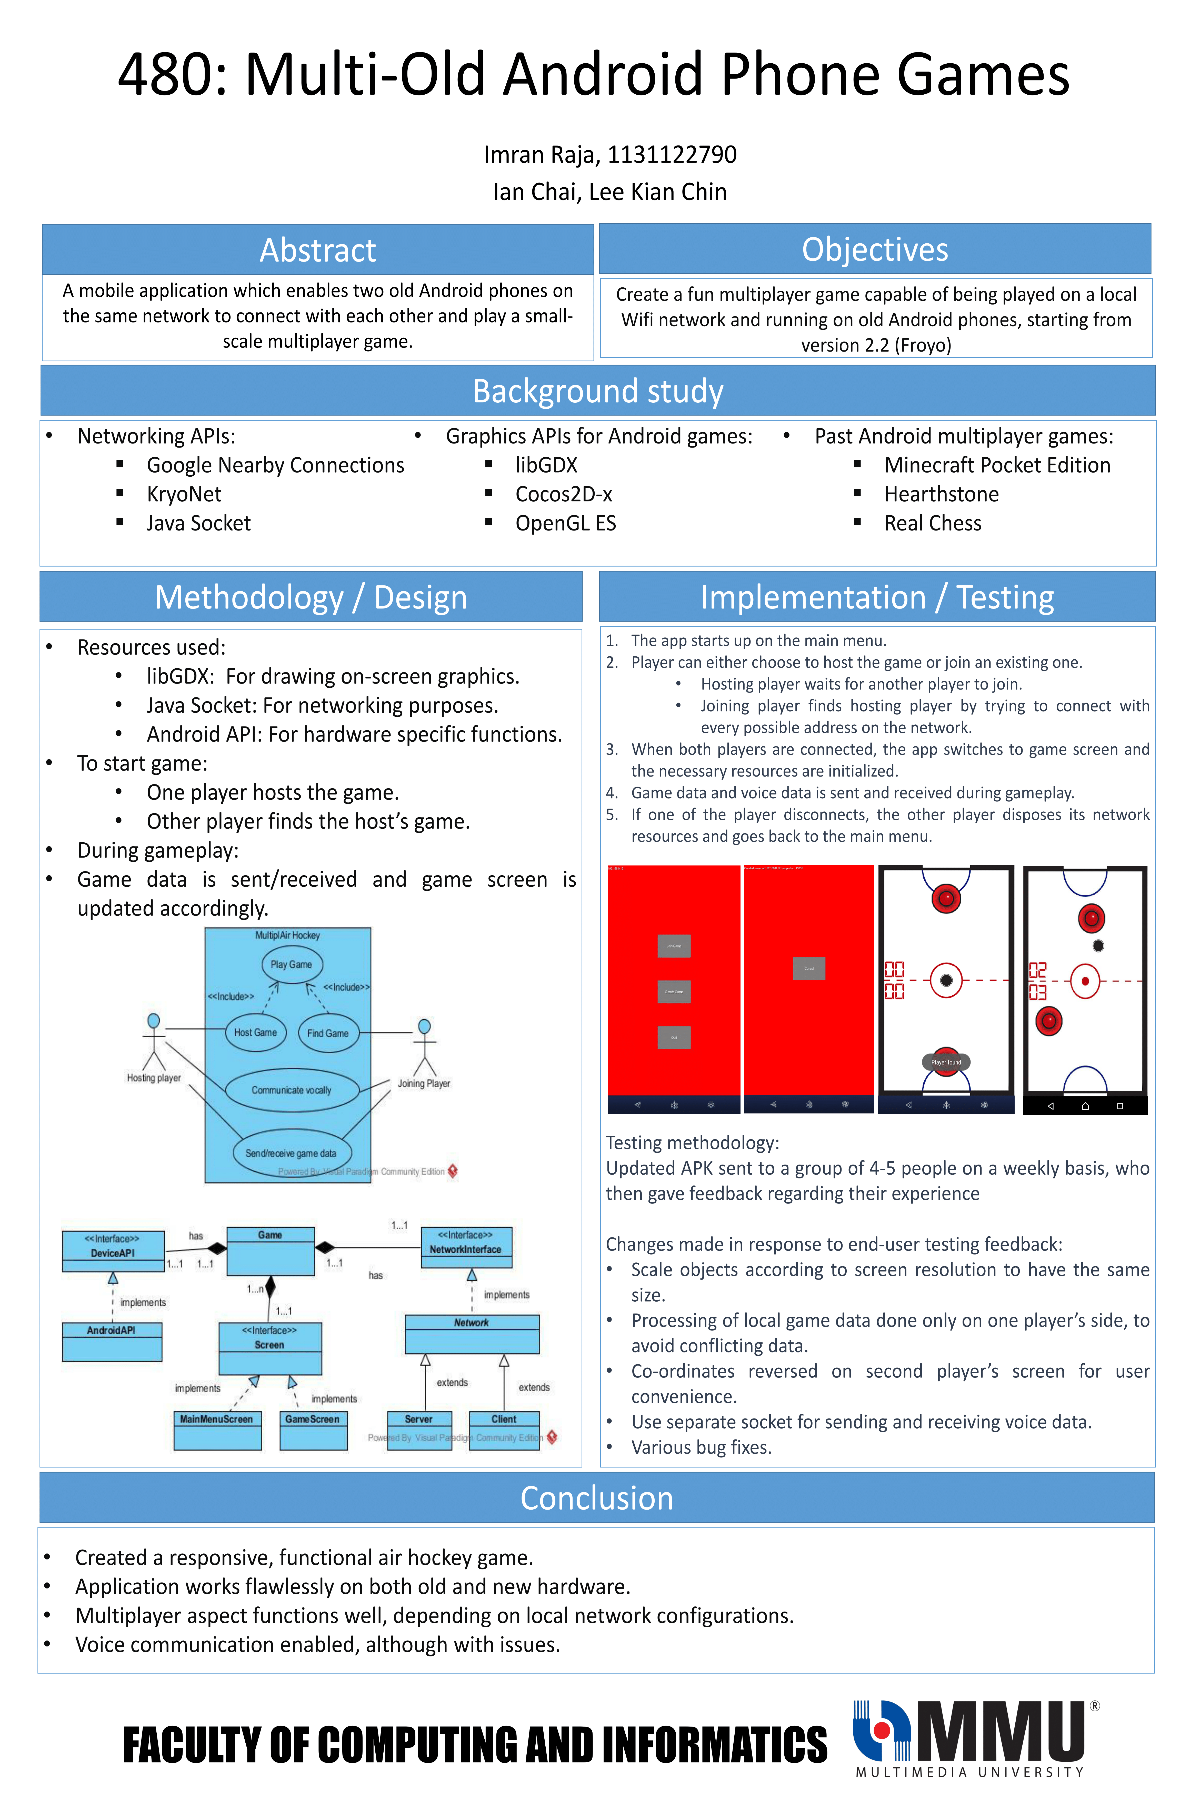 480: Multi-Old Android Phone Games
Imran Raja, 1131122790
Ian Chai, Lee Kian Chin
Abstract
A mobile application which enables two old Android phones on
the same network to connect with each other and play a small-
scale multiplayer game.
Objectives
Create a fun multiplayer game capable of being played on a local
Wifi network and running on old Android phones, starting from
version 2.2 (Froyo)
Background study
• Networking APIs:
▪ Google Nearby Connections
▪ KryoNet
▪ Java Socket
• Graphics APIs for Android games:
▪ libGDX
▪ Cocos2D-x
▪ OpenGL ES
• Past Android multiplayer games:
▪ Minecraft Pocket Edition
▪ Hearthstone
▪ Real Chess
Methodology / Design
• Resources used:
• libGDX: For drawing on-screen graphics.
• Java Socket: For networking purposes.
• Android API: For hardware specific functions.
• To start game:
• One player hosts the game.
• Other player finds the host's game.
• During gameplay:
• Game data is sent/received and game screen is
updated accordingly.
MultiplAir Hockey
Play Game
<<Include>>
<<Include>>
Host Game
Find Game
Hosting player
Joining Player
Communicate vocally
Send/receive game data
Powered By Visual Paradigm Community Edition
<<Interface>>
DeviceAPI
has
1...1
1...1
Game
1...1
1...1
has
<<Interface>>
NetworkInterface
implements
AndroidAPI
1...n
1...1
<<Interface>>
Screen
implements
Network
implements
implements
extends
extends
MainMenuScreen
GameScreen
Server
Client
Powered By Visual Paradigm Community Edition
Implementation / Testing
1. The app starts up on the main menu.
2. Player can either choose to host the game or join an existing one.
• Hosting player waits for another player to join.
• Joining player finds hosting player by trying to connect with
every possible address on the network.
3. When both players are connected, the app switches to game screen and
the necessary resources are initialized.
4. Game data and voice data is sent and received during gameplay.
5. If one of the player disconnects, the other player disposes its network
resources and goes back to the main menu.
00
00
Player found
02
03
Testing methodology:
Updated APK sent to a group of 4-5 people on a weekly basis, who
then gave feedback regarding their experience
Changes made in response to end-user testing feedback:
• Scale objects according to screen resolution to have the same
size.
• Processing of local game data done only on one player's side, to
avoid conflicting data.
• Co-ordinates reversed on second player's screen for user
convenience.
• Use separate socket for sending and receiving voice data.
• Various bug fixes.
Conclusion
• Created a responsive, functional air hockey game.
• Application works flawlessly on both old and new hardware.
• Multiplayer aspect functions well, depending on local network configurations.
• Voice communication enabled, although with issues.
FACULTY OF COMPUTING AND INFORMATICS
MMU®
MULTIMEDIA UNIVERSITY